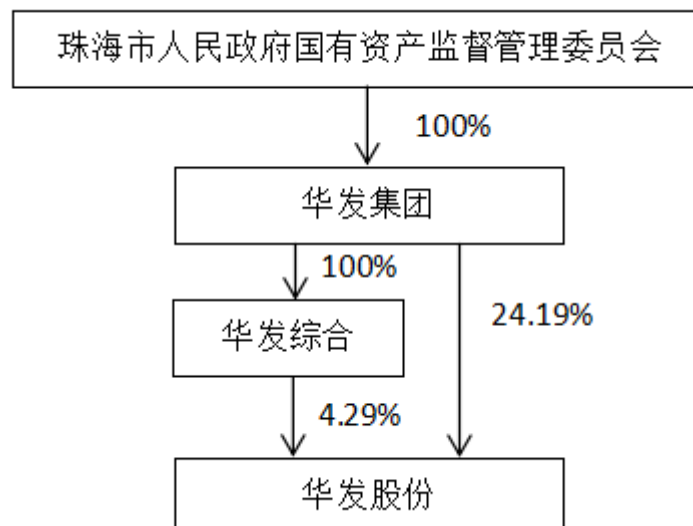 珠海市人民政府国有资产监督管理委员会
100%
华发集团
100%
24.19%
华发综合
4.29%
华发股份